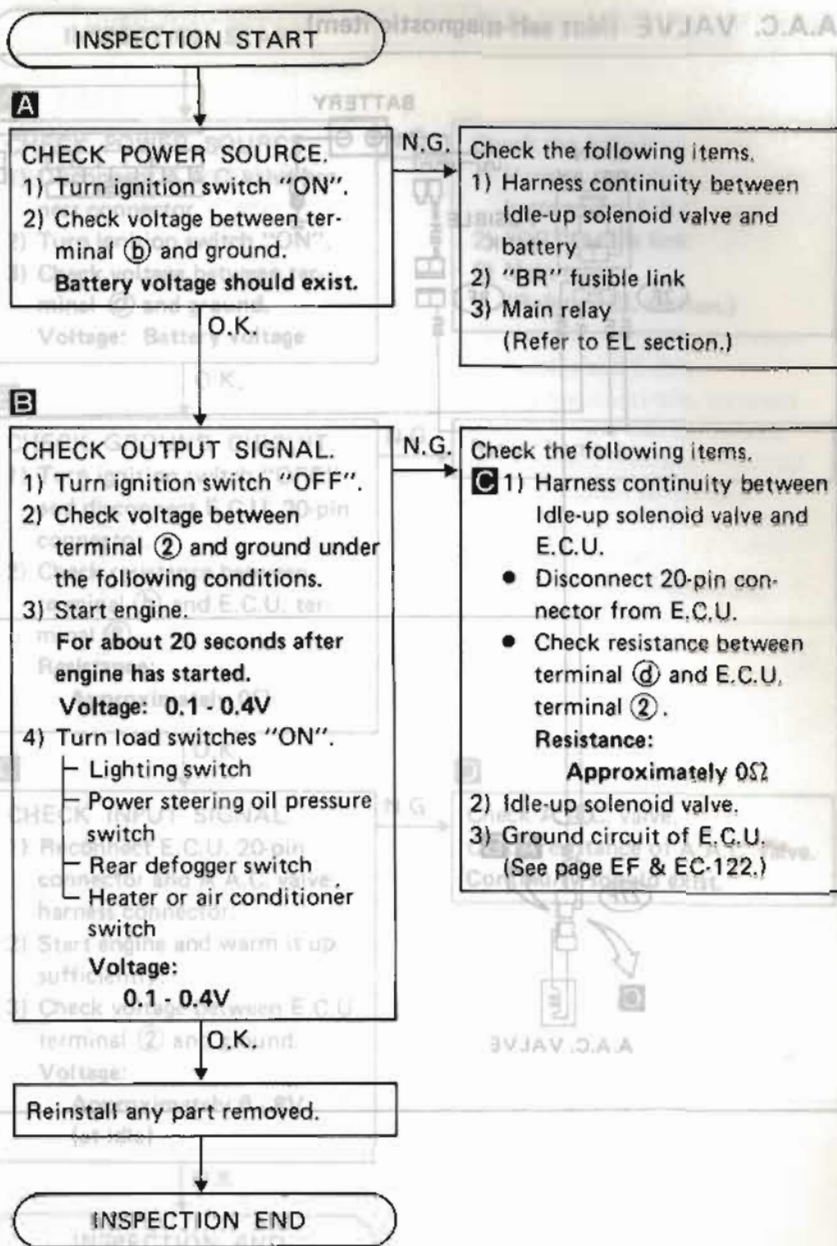 INSPECTION START
A
CHECK POWER SOURCE.
1) Turn ignition switch "ON".
2) Check voltage between ter-
minal ⓑ and ground.
Battery voltage should exist.
N.G.
Check the following items.
1) Harness continuity between
Idle-up solenoid valve and
battery
2) "BR" fusible link
3) Main relay
(Refer to EL section.)
O.K.
B
CHECK OUTPUT SIGNAL.
1) Turn ignition switch "OFF".
2) Check voltage between
terminal ② and ground under
the following conditions.
3) Start engine.
For about 20 seconds after
engine has started.
Voltage: 0.1 - 0.4V
4) Turn load switches "ON".
Lighting switch
Power steering oil pressure
switch
Rear defogger switch
Heater or air conditioner
switch
Voltage:
0.1 - 0.4V
N.G.
Check the following items.
C 1) Harness continuity between
Idle-up solenoid valve and
E.C.U.
● Disconnect 20-pin con-
nector from E.C.U.
● Check resistance between
terminal ⓓ and E.C.U.
terminal ②.
Resistance:
Approximately 0Ω
2) Idle-up solenoid valve.
3) Ground circuit of E.C.U.
(See page EF & EC-122.)
O.K.
Reinstall any part removed.
INSPECTION END